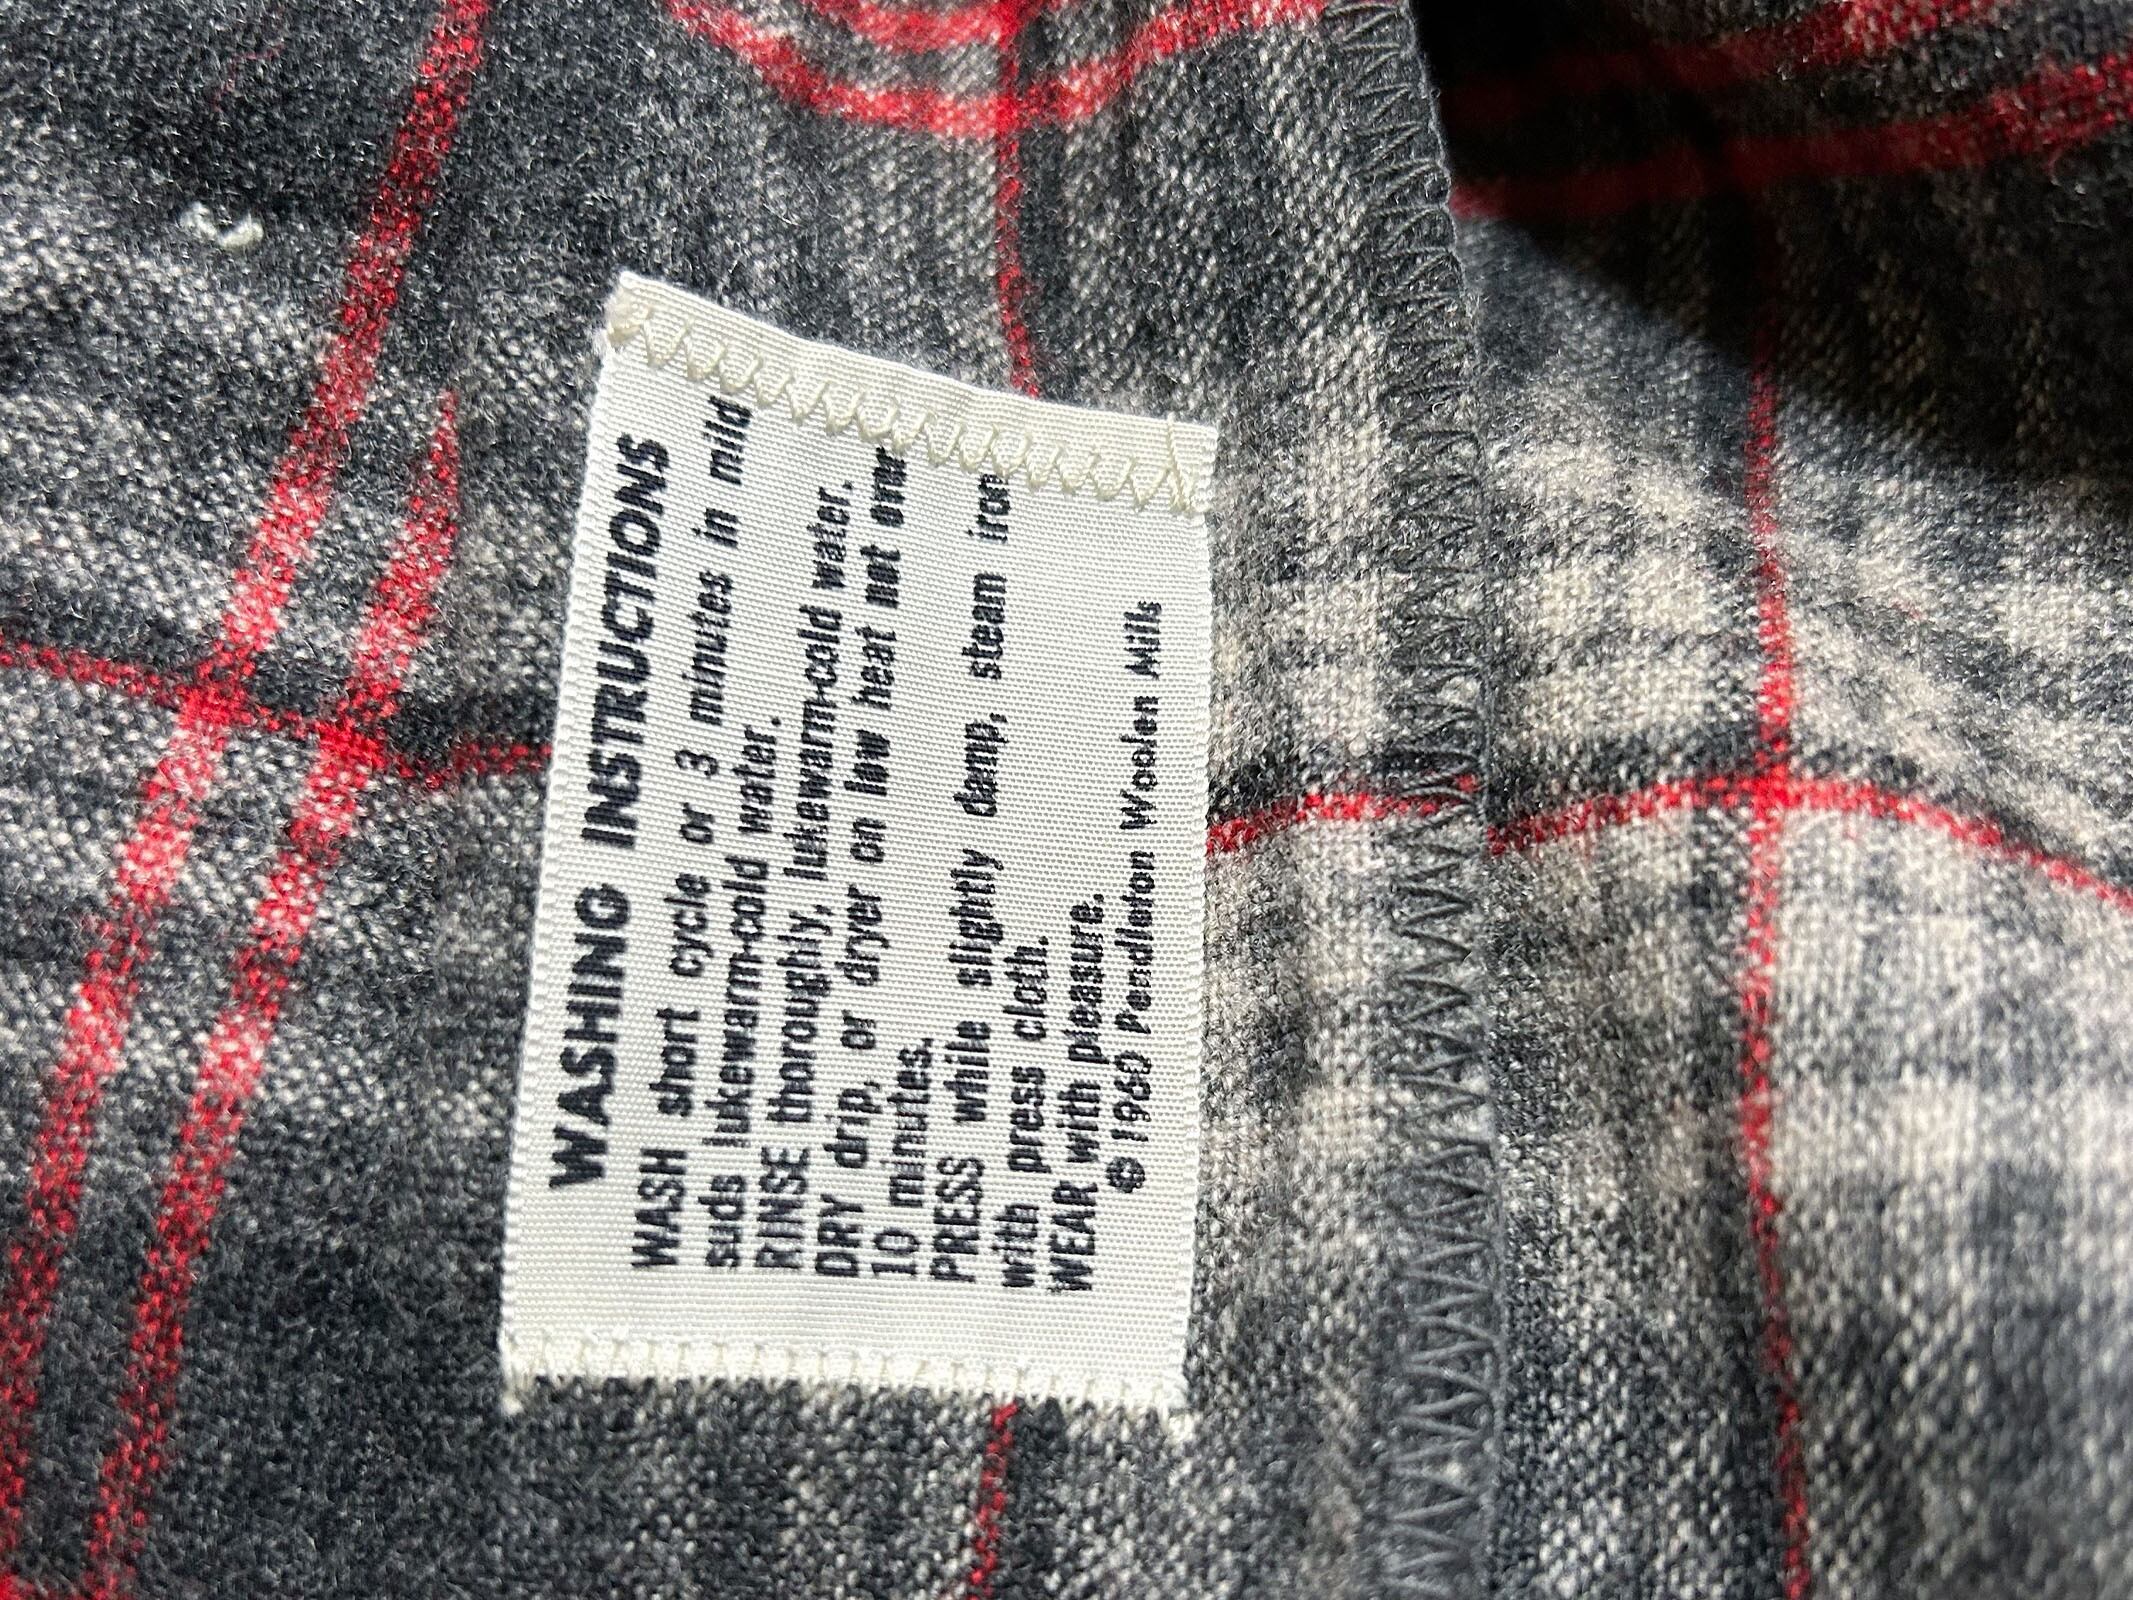 WASHING INSTRUCTIONS
WASH short cycle or 3 minutes in mild
suds lukewarm-cold water.
RINSE thoroughly, lukewarm-cold water.
DRY drip, or dryer on low heat not over
10 minutes.
PRESS while slightly damp, steam iron
with press cloth.
WEAR with pleasure.
© 1960 Pendleton Woolen Mills